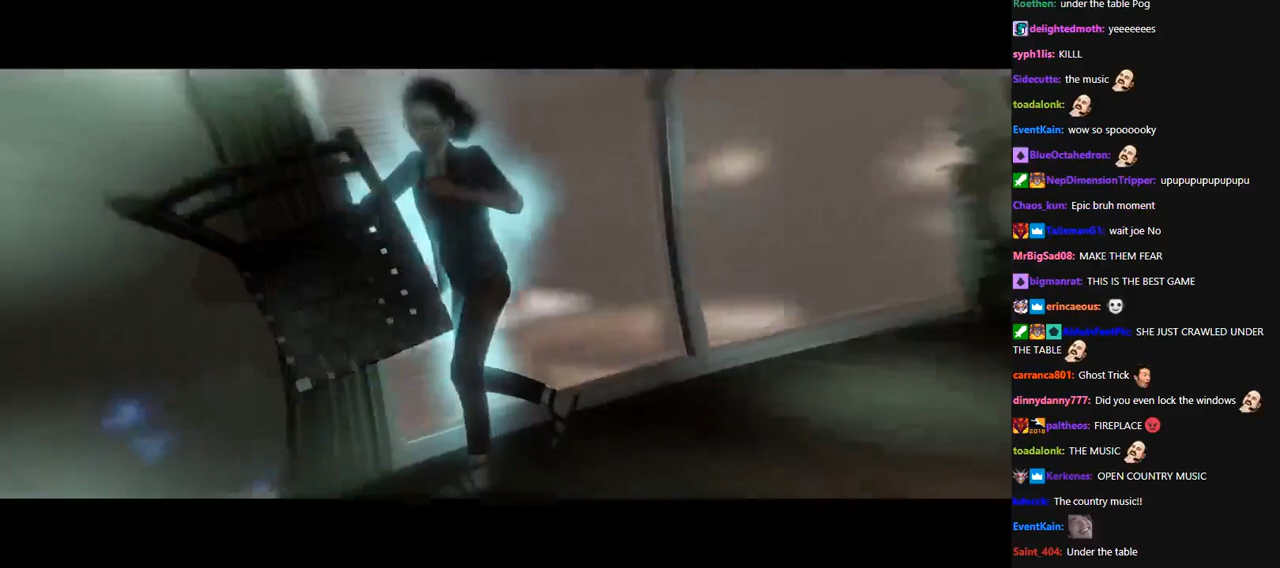 Roethen: under the table Pog
delightedmoth: yeeeeeees
syph1lis: KILLL
Sidecutte: the music
toadalonk:
EventKain: wow so spoooooky
BlueOctahedron:
NepDimensionTripper: upupupupupupupu
Chaos_kun: Epic bruh moment
Talisman61: wait joe No
MrBigSad08: MAKE THEM FEAR
bigmanrat: THIS IS THE BEST GAME
erincaeous:
SHE JUST CRAWLED UNDER
THE TABLE
carranca801: Ghost Trick
dinnydanny777: Did you even lock the windows
paltheos: FIREPLACE
toadalonk: THE MUSIC
Kerkenes: OPEN COUNTRY MUSIC
The country music!!
EventKain:
Saint_404: Under the table